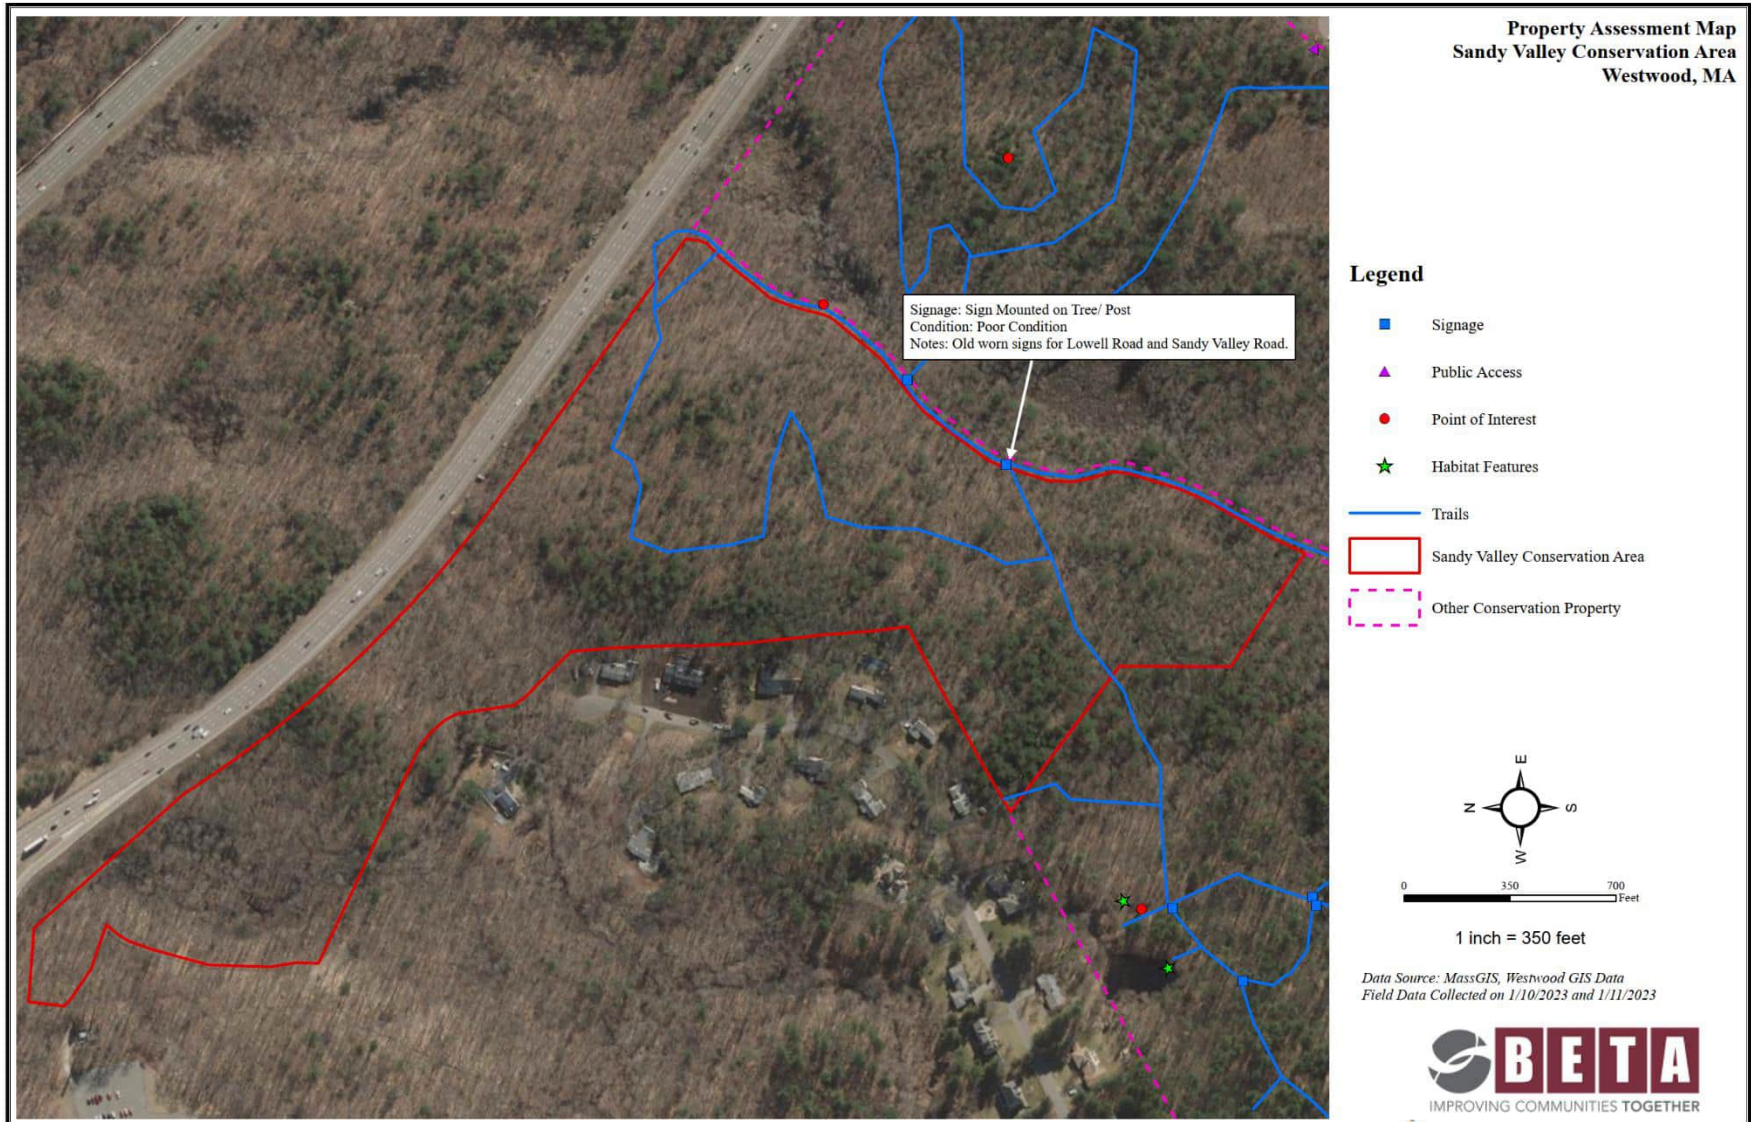 Property Assessment Map
Sandy Valley Conservation Area
Westwood, MA
Signage: Sign Mounted on Tree/ Post
Condition: Poor Condition
Notes: Old worn signs for Lowell Road and Sandy Valley Road.
Legend
Signage
Public Access
Point of Interest
Habitat Features
Trails
Sandy Valley Conservation Area
Other Conservation Property
E
N
S
W
0 350 700
Feet
1 inch = 350 feet
Data Source: MassGIS, Westwood GIS Data
Field Data Collected on 1/10/2023 and 1/11/2023
BETA
IMPROVING COMMUNITIES TOGETHER